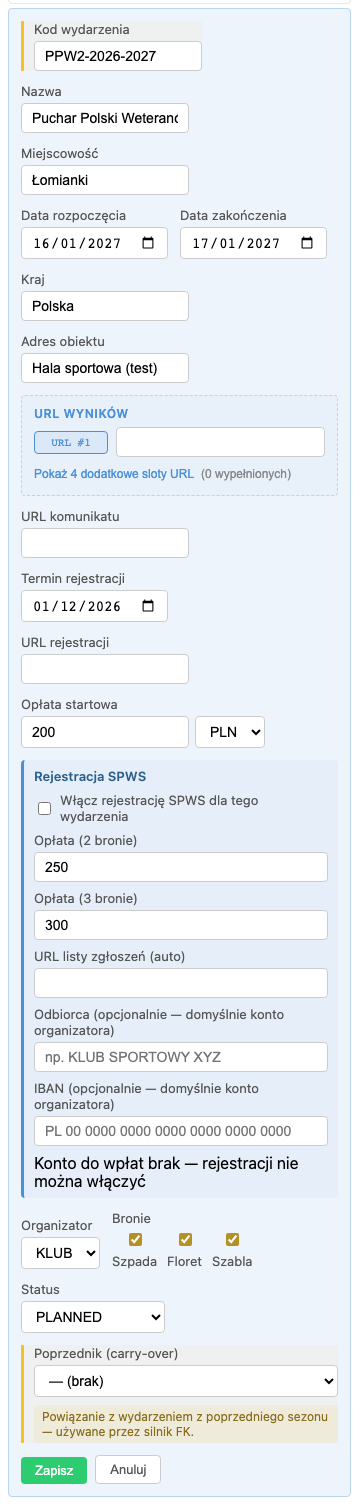 Kod wydarzenia
PPW2-2026-2027
Nazwa
Puchar Polski Weteranó
Miejscowość
Łomianki
Data rozpoczęcia Data zakończenia
16/01/2027 17/01/2027
Kraj
Polska
Adres obiektu
Hala sportowa (test)
URL WYNIKÓW
URL #1
Pokaż 4 dodatkowe sloty URL (0 wypełnionych)
URL komunikatu
Termin rejestracji
01/12/2026
URL rejestracji
Opłata startowa
200 PLN
Rejestracja SPWS
Włącz rejestrację SPWS dla tego
wydarzenia
Opłata (2 bronie)
250
Opłata (3 bronie)
300
URL listy zgłoszeń (auto)
Odbiorca (opcjonalnie — domyślnie konto
organizatora)
np. KLUB SPORTOWY XYZ
IBAN (opcjonalnie — domyślnie konto
organizatora)
PL 00 0000 0000 0000 0000 0000 0000
Konto do wpłat brak — rejestracji nie
można włączyć
Organizator Bronie
KLUB Szpada Floret Szabla
Status
PLANNED
Poprzednik (carry-over)
— (brak)
Powiązanie z wydarzeniem z poprzedniego sezonu
— używane przez silnik FK.
Zapisz Anuluj